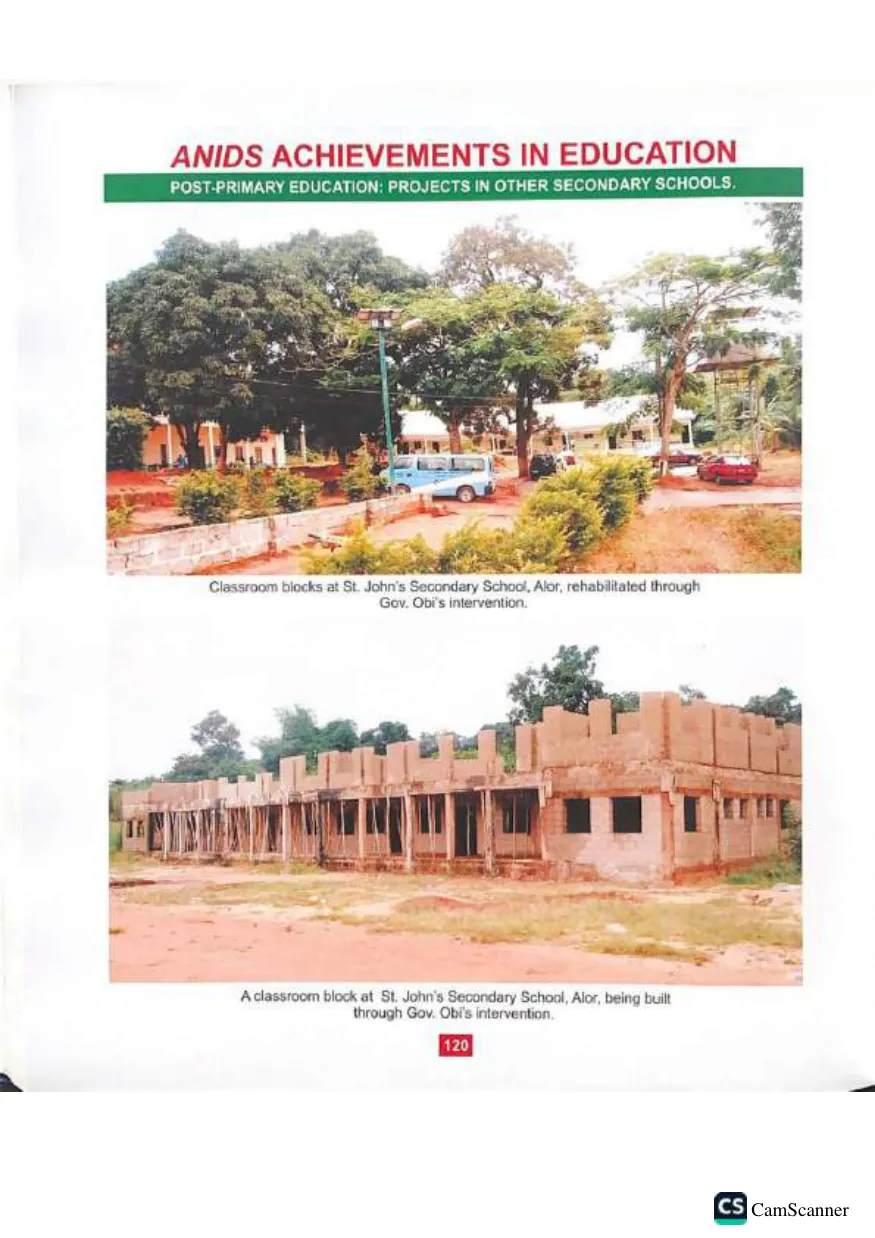 ANIDS ACHIEVEMENTS IN EDUCATION
POST-PRIMARY EDUCATION: PROJECTS IN OTHER SECONDARY SCHOOLS.
Classroom blocks at St. John's Secondary School, Alor, rehabilitated through
Gov. Obi's intervention.
A classroom block at St. John's Secondary School, Alor, being built
through Gov. Obi's intervention.
120
CS CamScanner